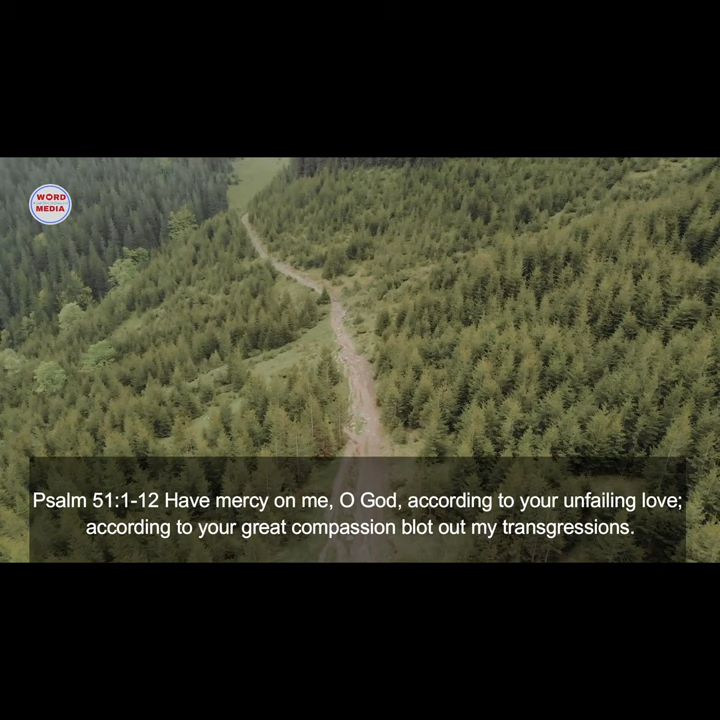 WORD
MEDIA
Psalm 51:1-12 Have mercy on me, O God, according to your unfailing love;
according to your great compassion blot out my transgressions.